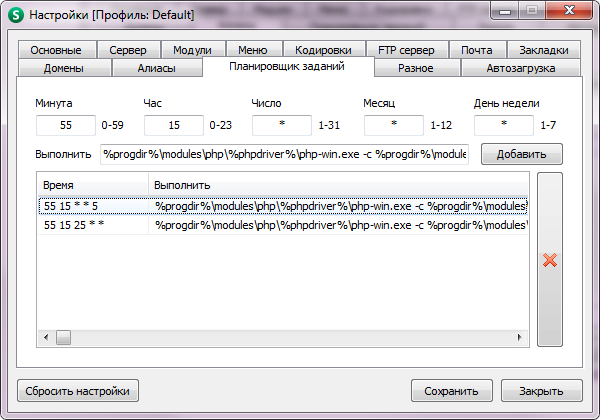 Настройки [Профиль: Default]
Основные Сервер Модули Меню Кодировки FTP сервер Почта Закладки
Домены Алиасы Планировщик заданий Разное Автозагрузка
Минута Час Число Месяц День недели
55 0-59 15 0-23 * 1-31 * 1-12 * 1-7
Выполнить %progdir%\modules\php\%phpdriver%\php-win.exe -c %progdir%\module Добавить
Время Выполнить
55 15 * * 5 %progdir%\modules\php\%phpdriver%\php-win.exe -c %progdir%\modules\
55 15 25 * * %progdir%\modules\php\%phpdriver%\php-win.exe -c %progdir%\modules\
Сбросить настройки Сохранить Закрыть